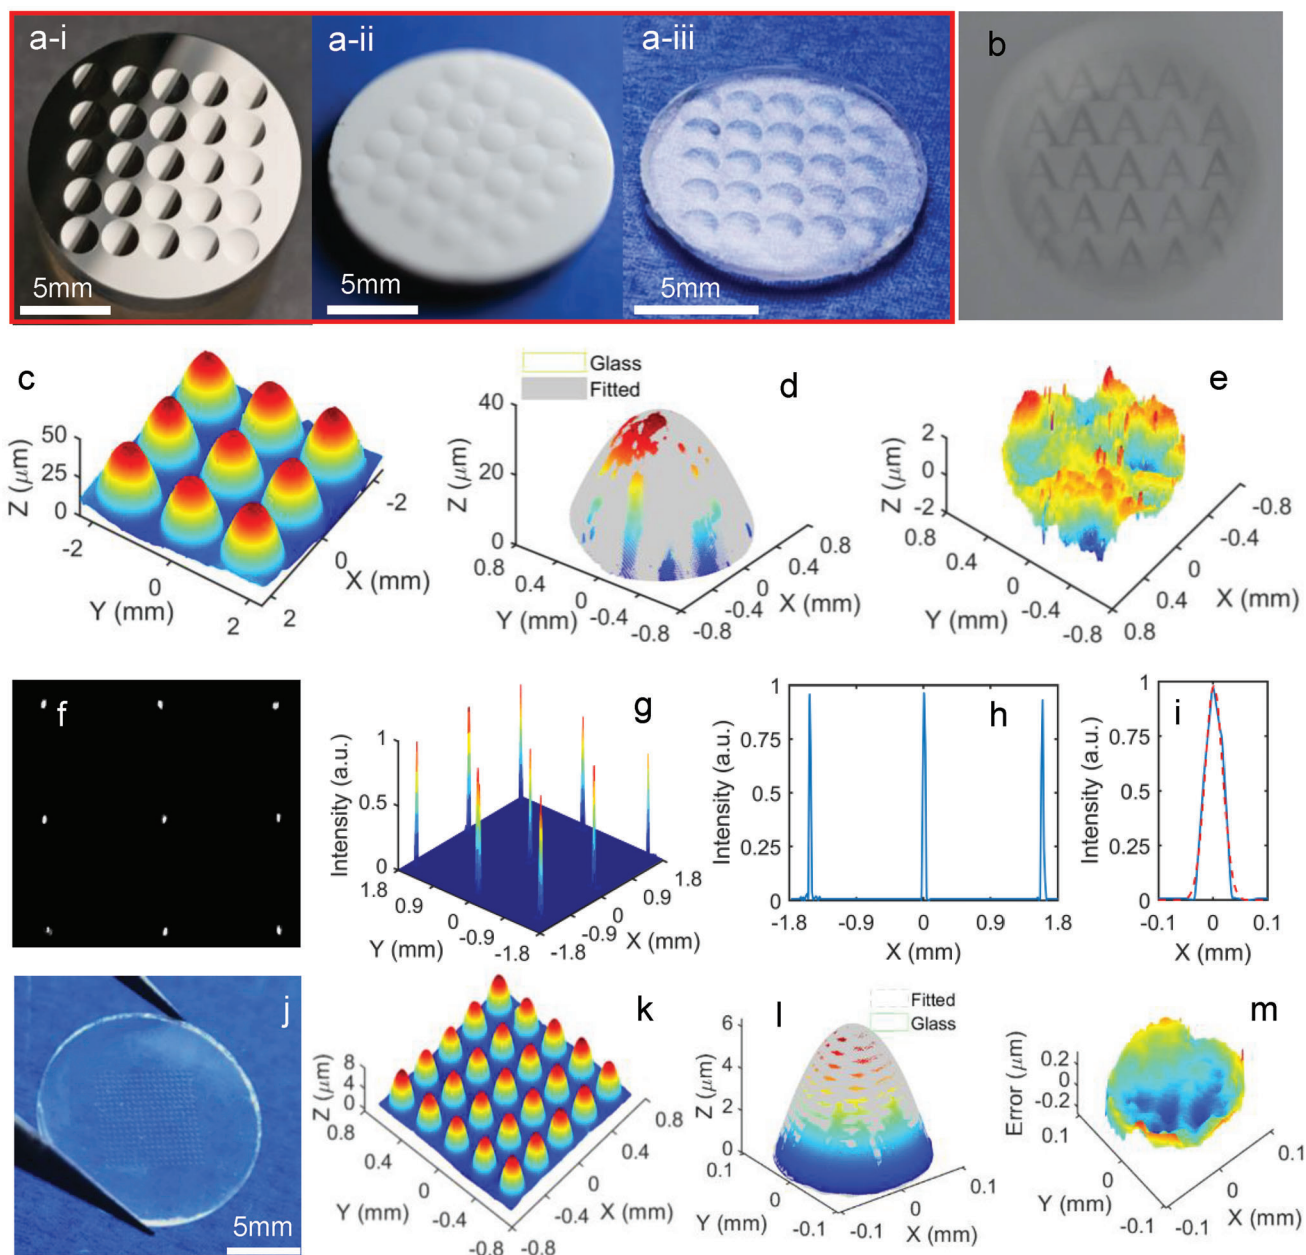 a-i
a-ii
a-iii
b
5mm
5mm
5mm
A A A A
A A A A A
A A A A A
A A A A A
A A A A
c
Z (μm)
50
25
0
-2
0
2
Y (mm)
-2
0
2
X (mm)
Glass
Fitted
d
Z (μm)
40
20
0
0.8
0.4
0
-0.4
-0.8
Y (mm)
0.8
0.4
0
-0.4
-0.8
X (mm)
e
Z (μm)
2
0
-2
0.8
0.4
0
-0.4
-0.8
Y (mm)
-0.8
-0.4
0
0.4
0.8
X (mm)
f
g
Intensity (a.u.)
1
0.5
0
1.8
0.9
0
-0.9
-1.8
Y (mm)
1.8
0.9
0
-0.9
-1.8
X (mm)
h
Intensity (a.u.)
1
0.75
0.5
0.25
0
-1.8 -0.9 0 0.9 1.8
X (mm)
i
Intensity (a.u.)
1
0.75
0.5
0.25
0
-0.1 0 0.1
X (mm)
j
5mm
k
Z (μm)
8
4
0
0.8
0.4
0
-0.4
-0.8
Y (mm)
0.8
0.4
0
-0.4
-0.8
X (mm)
l
Fitted
Glass
Z (μm)
6
4
2
0
0.1
0
-0.1
Y (mm)
0.1
0
-0.1
X (mm)
m
Error (μm)
0.2
0
-0.2
0.1
0
-0.1
Y (mm)
0.1
0
-0.1
X (mm)